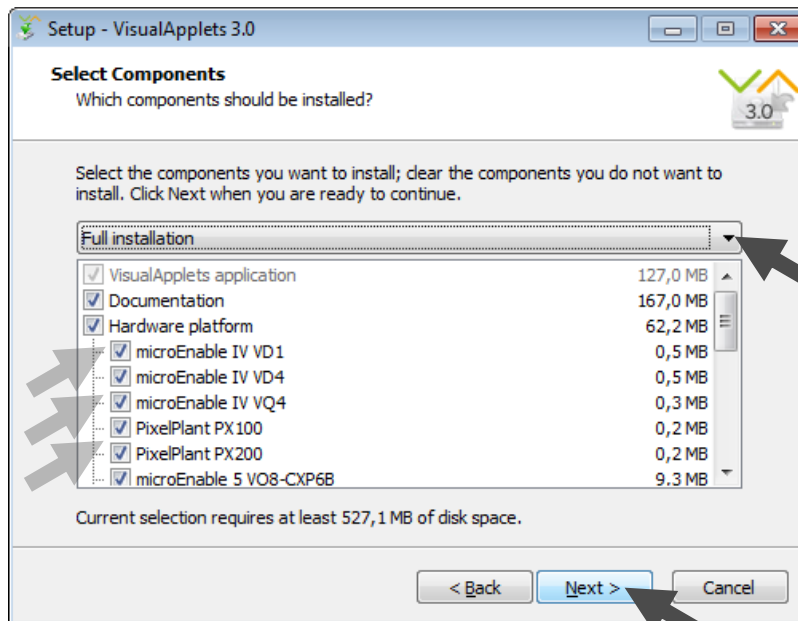 Setup - VisualApplets 3.0
Select Components
Which components should be installed?
3.0
Select the components you want to install; clear the components you do not want to
install. Click Next when you are ready to continue.
Full installation
VisualApplets application 127,0 MB
Documentation 167,0 MB
Hardware platform 62,2 MB
microEnable IV VD1 0,5 MB
microEnable IV VD4 0,5 MB
microEnable IV VQ4 0,3 MB
PixelPlant PX100 0,2 MB
PixelPlant PX200 0,2 MB
microEnable 5 VO8-CXP6B 9,3 MB
Current selection requires at least 527,1 MB of disk space.
< Back Next > Cancel